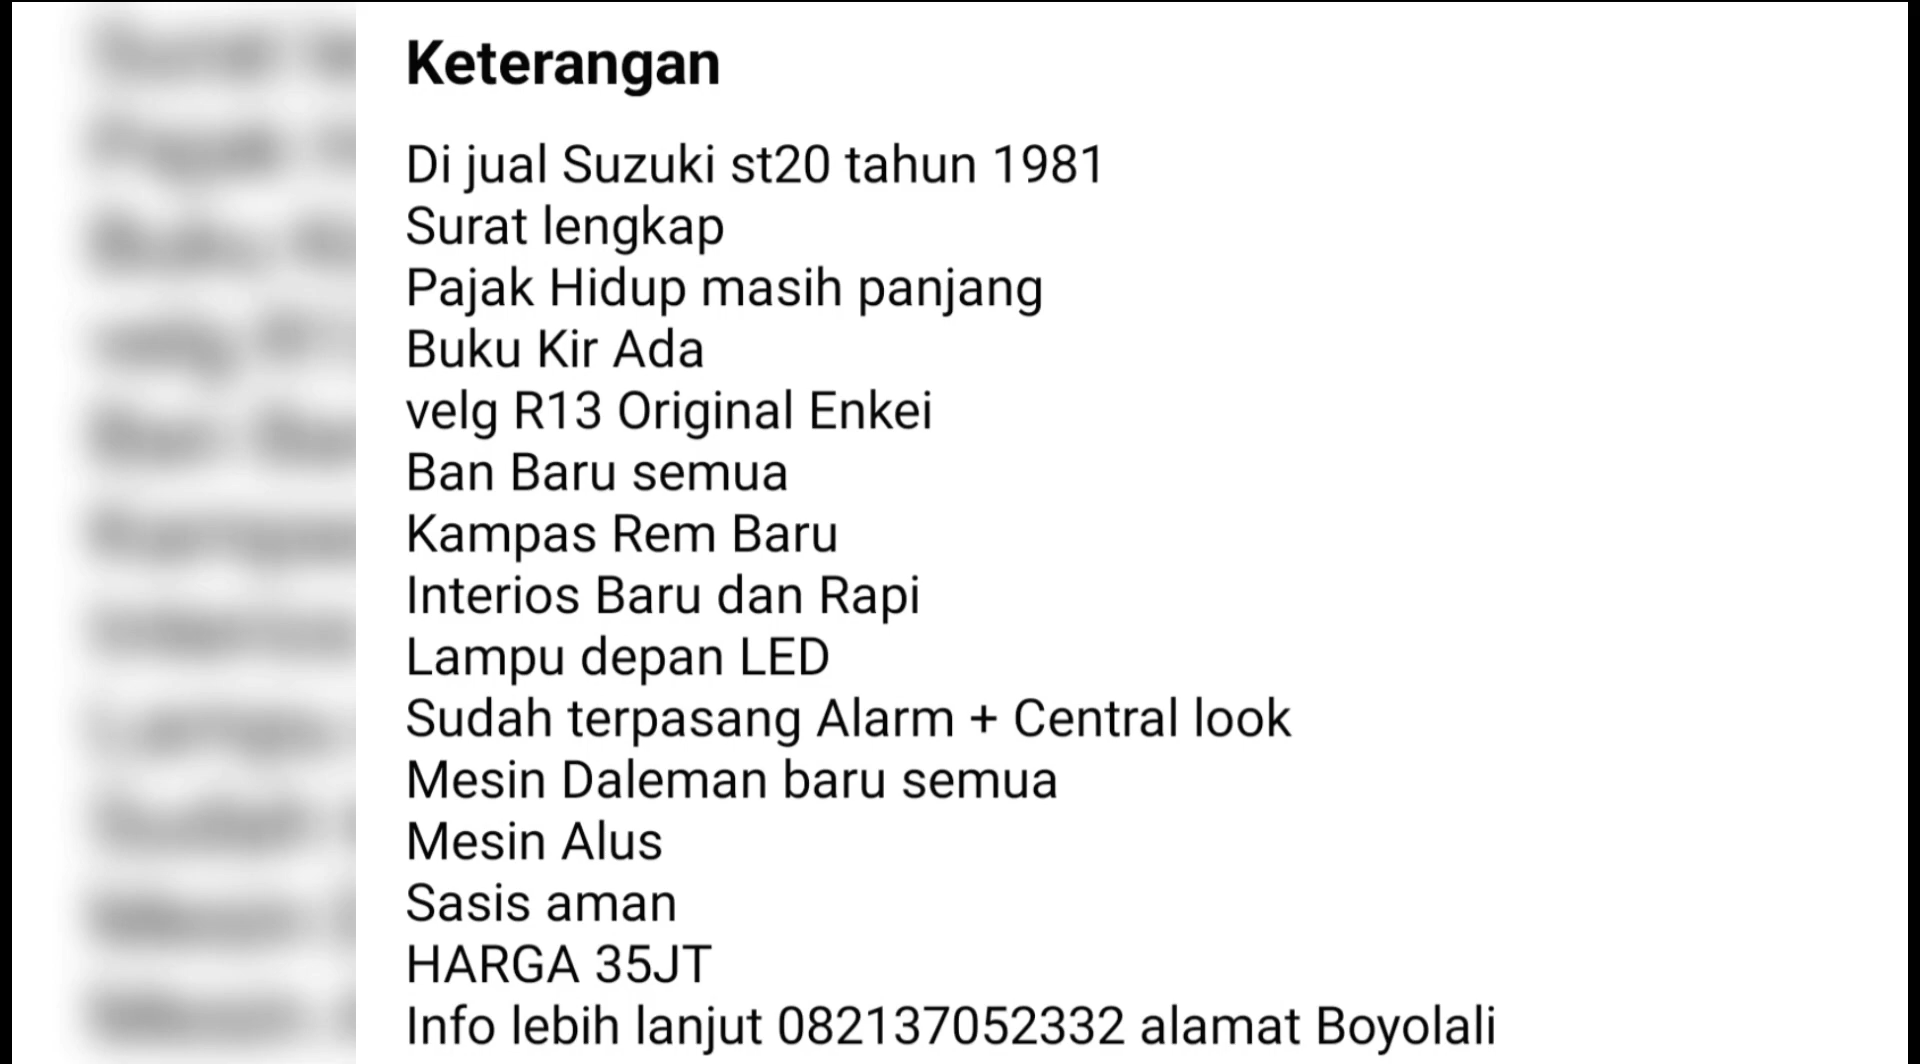 Keterangan
Di jual Suzuki st20 tahun 1981
Surat lengkap
Pajak Hidup masih panjang
Buku Kir Ada
velg R13 Original Enkei
Ban Baru semua
Kampas Rem Baru
Interios Baru dan Rapi
Lampu depan LED
Sudah terpasang Alarm + Central look
Mesin Daleman baru semua
Mesin Alus
Sasis aman
HARGA 35JT
Info lebih lanjut 082137052332 alamat Boyolali